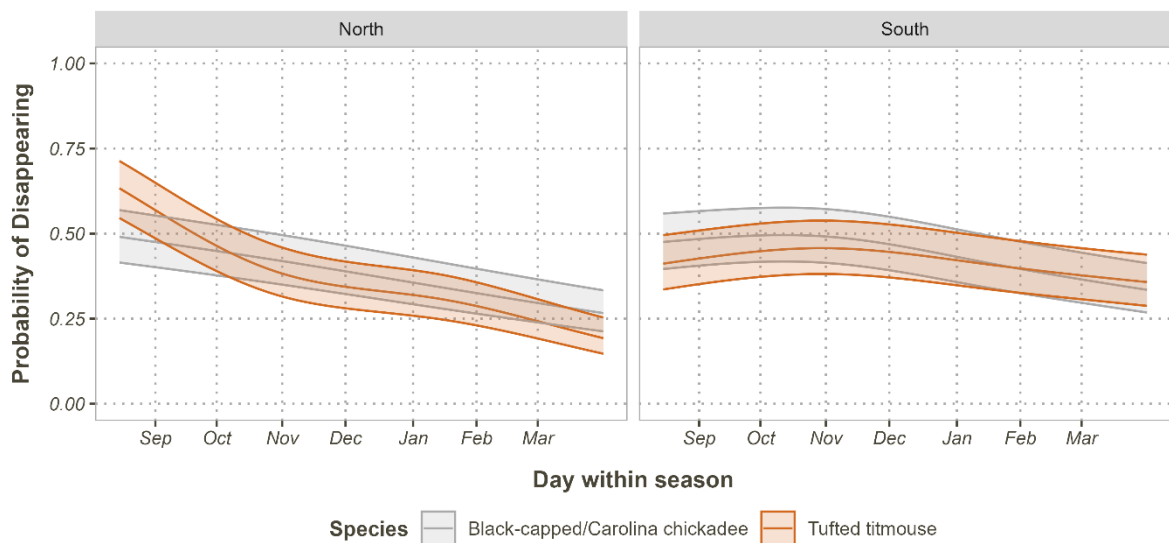 North
South
Probability of Disappearing
1.00
0.75
0.50
0.25
0.00
Sep Oct Nov Dec Jan Feb Mar
Sep Oct Nov Dec Jan Feb Mar
Day within season
Species Black-capped/Carolina chickadee Tufted titmouse